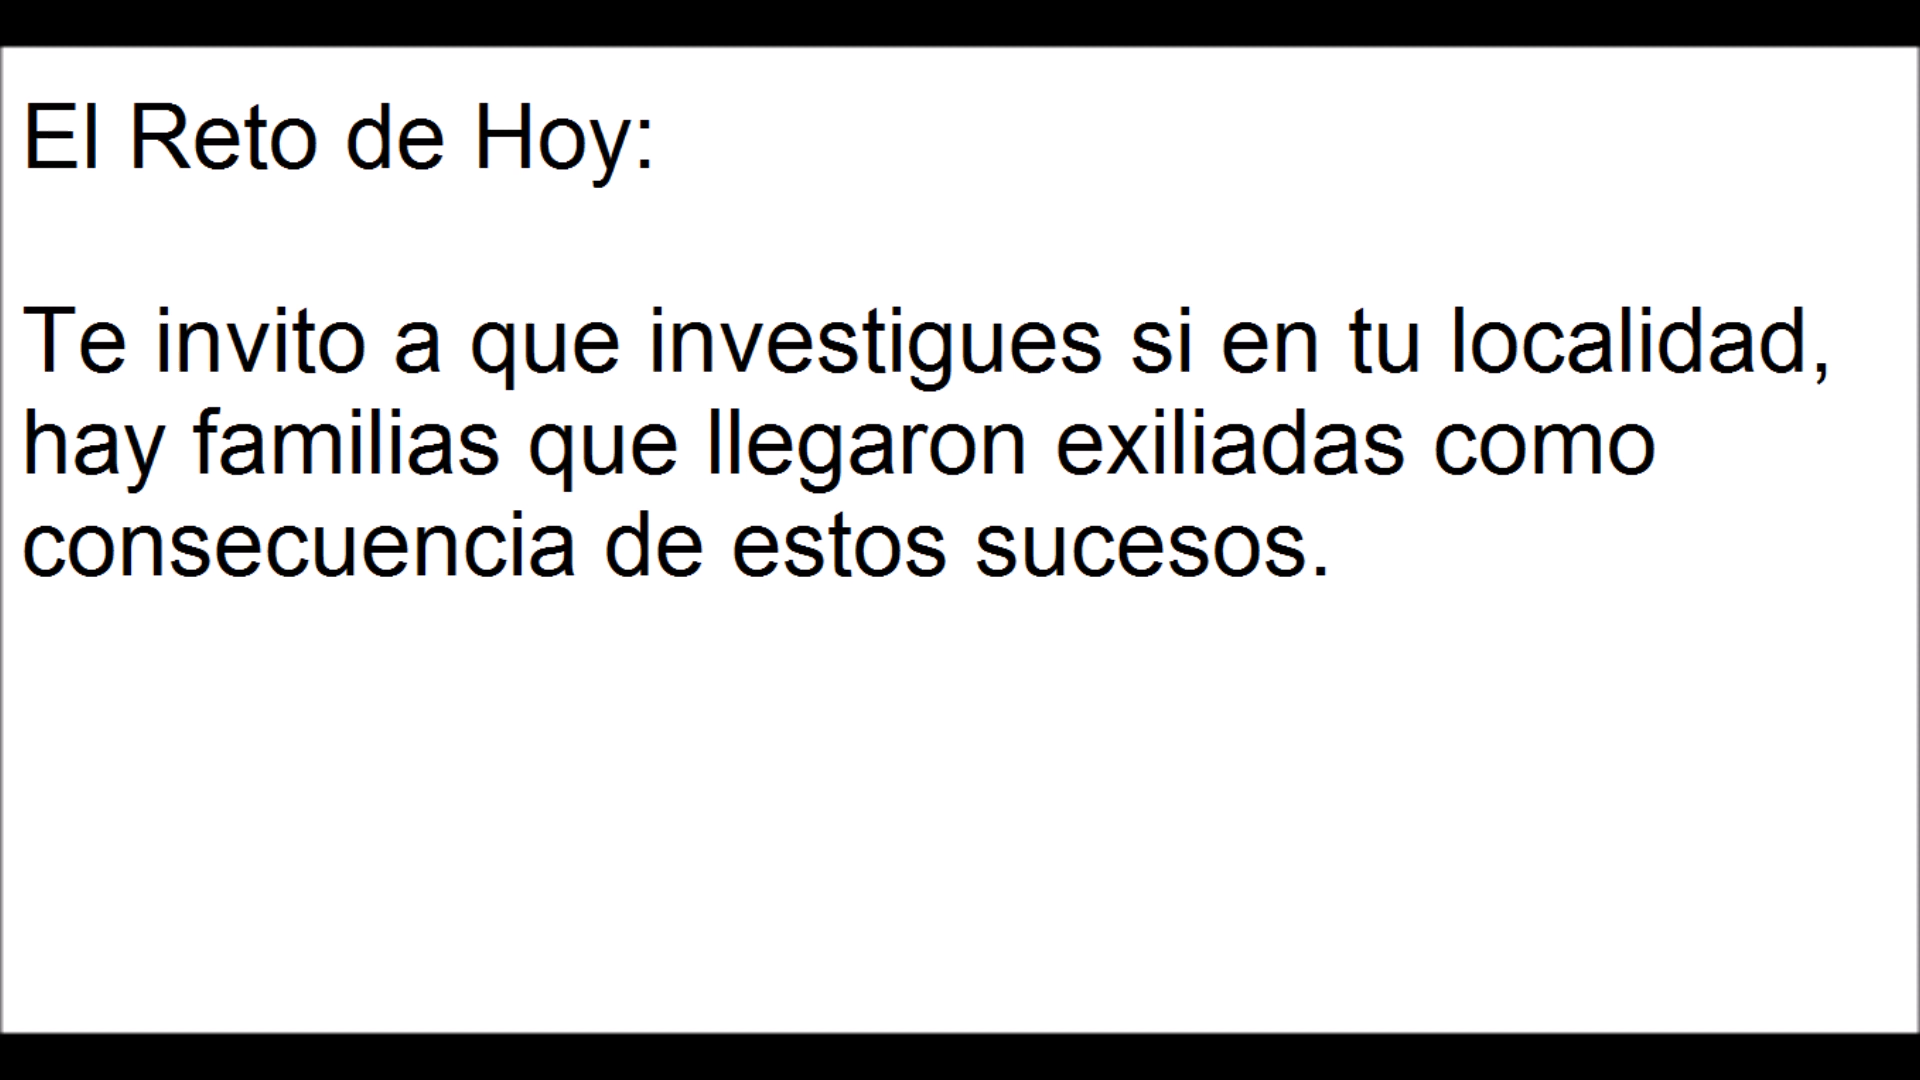 El Reto de Hoy:
Te invito a que investigues si en tu localidad,
hay familias que llegaron exiliadas como
consecuencia de estos sucesos.